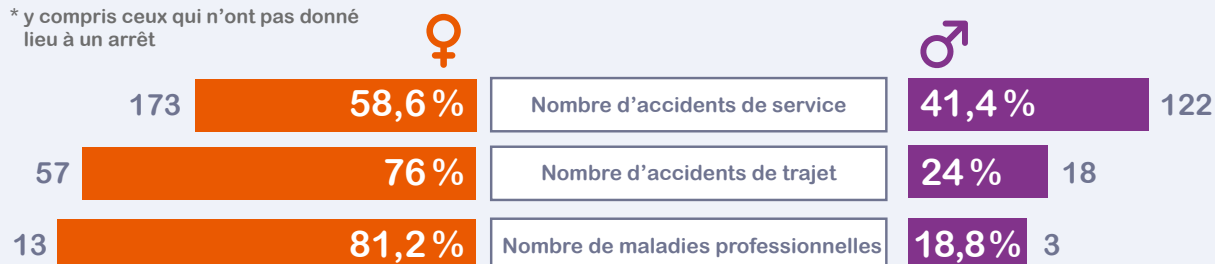 * y compris ceux qui n'ont pas donné
lieu à un arrêt
173 58,6 % Nombre d'accidents de service 41,4 % 122
57 76 % Nombre d'accidents de trajet 24 % 18
13 81,2 % Nombre de maladies professionnelles 18,8% 3